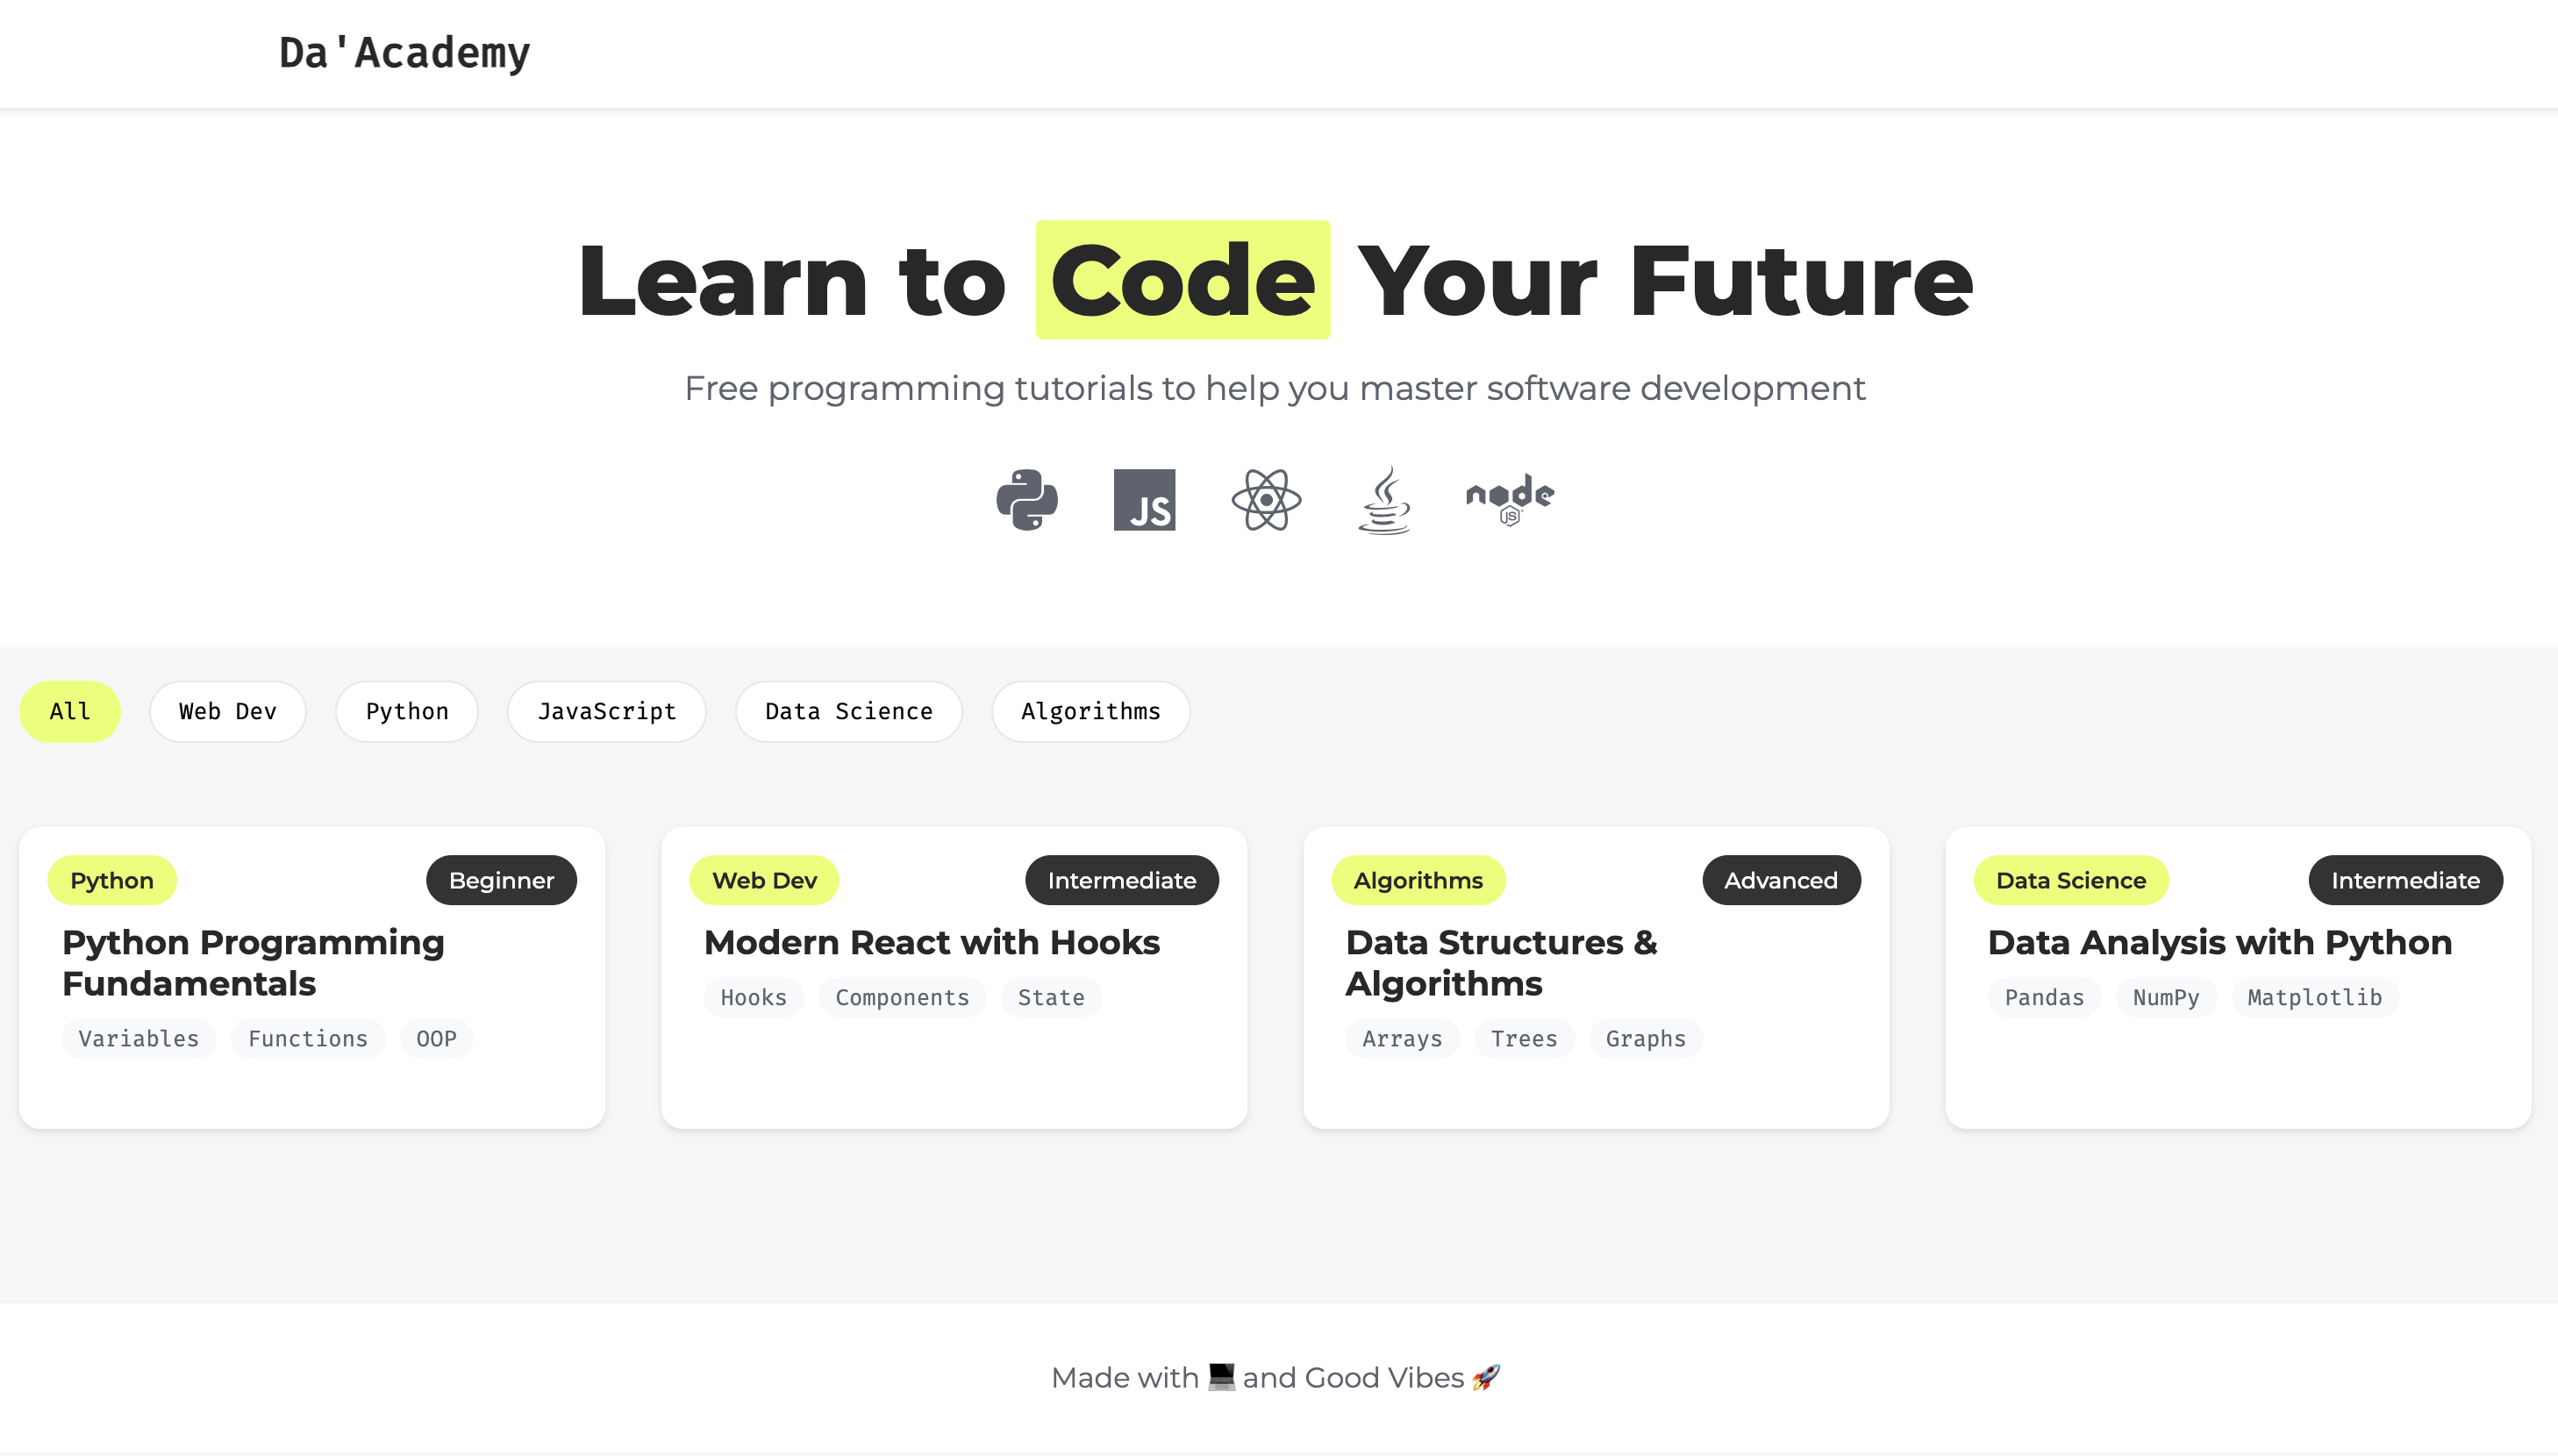 Da'Academy
Learn to Code Your Future
Free programming tutorials to help you master software development
JS
node
JS
All
Web Dev
Python
JavaScript
Data Science
Algorithms
Python
Beginner
Python Programming
Fundamentals
Variables
Functions
OOP
Web Dev
Intermediate
Modern React with Hooks
Hooks
Components
State
Algorithms
Advanced
Data Structures &
Algorithms
Arrays
Trees
Graphs
Data Science
Intermediate
Data Analysis with Python
Pandas
NumPy
Matplotlib
Made with 💻 and Good Vibes 🚀